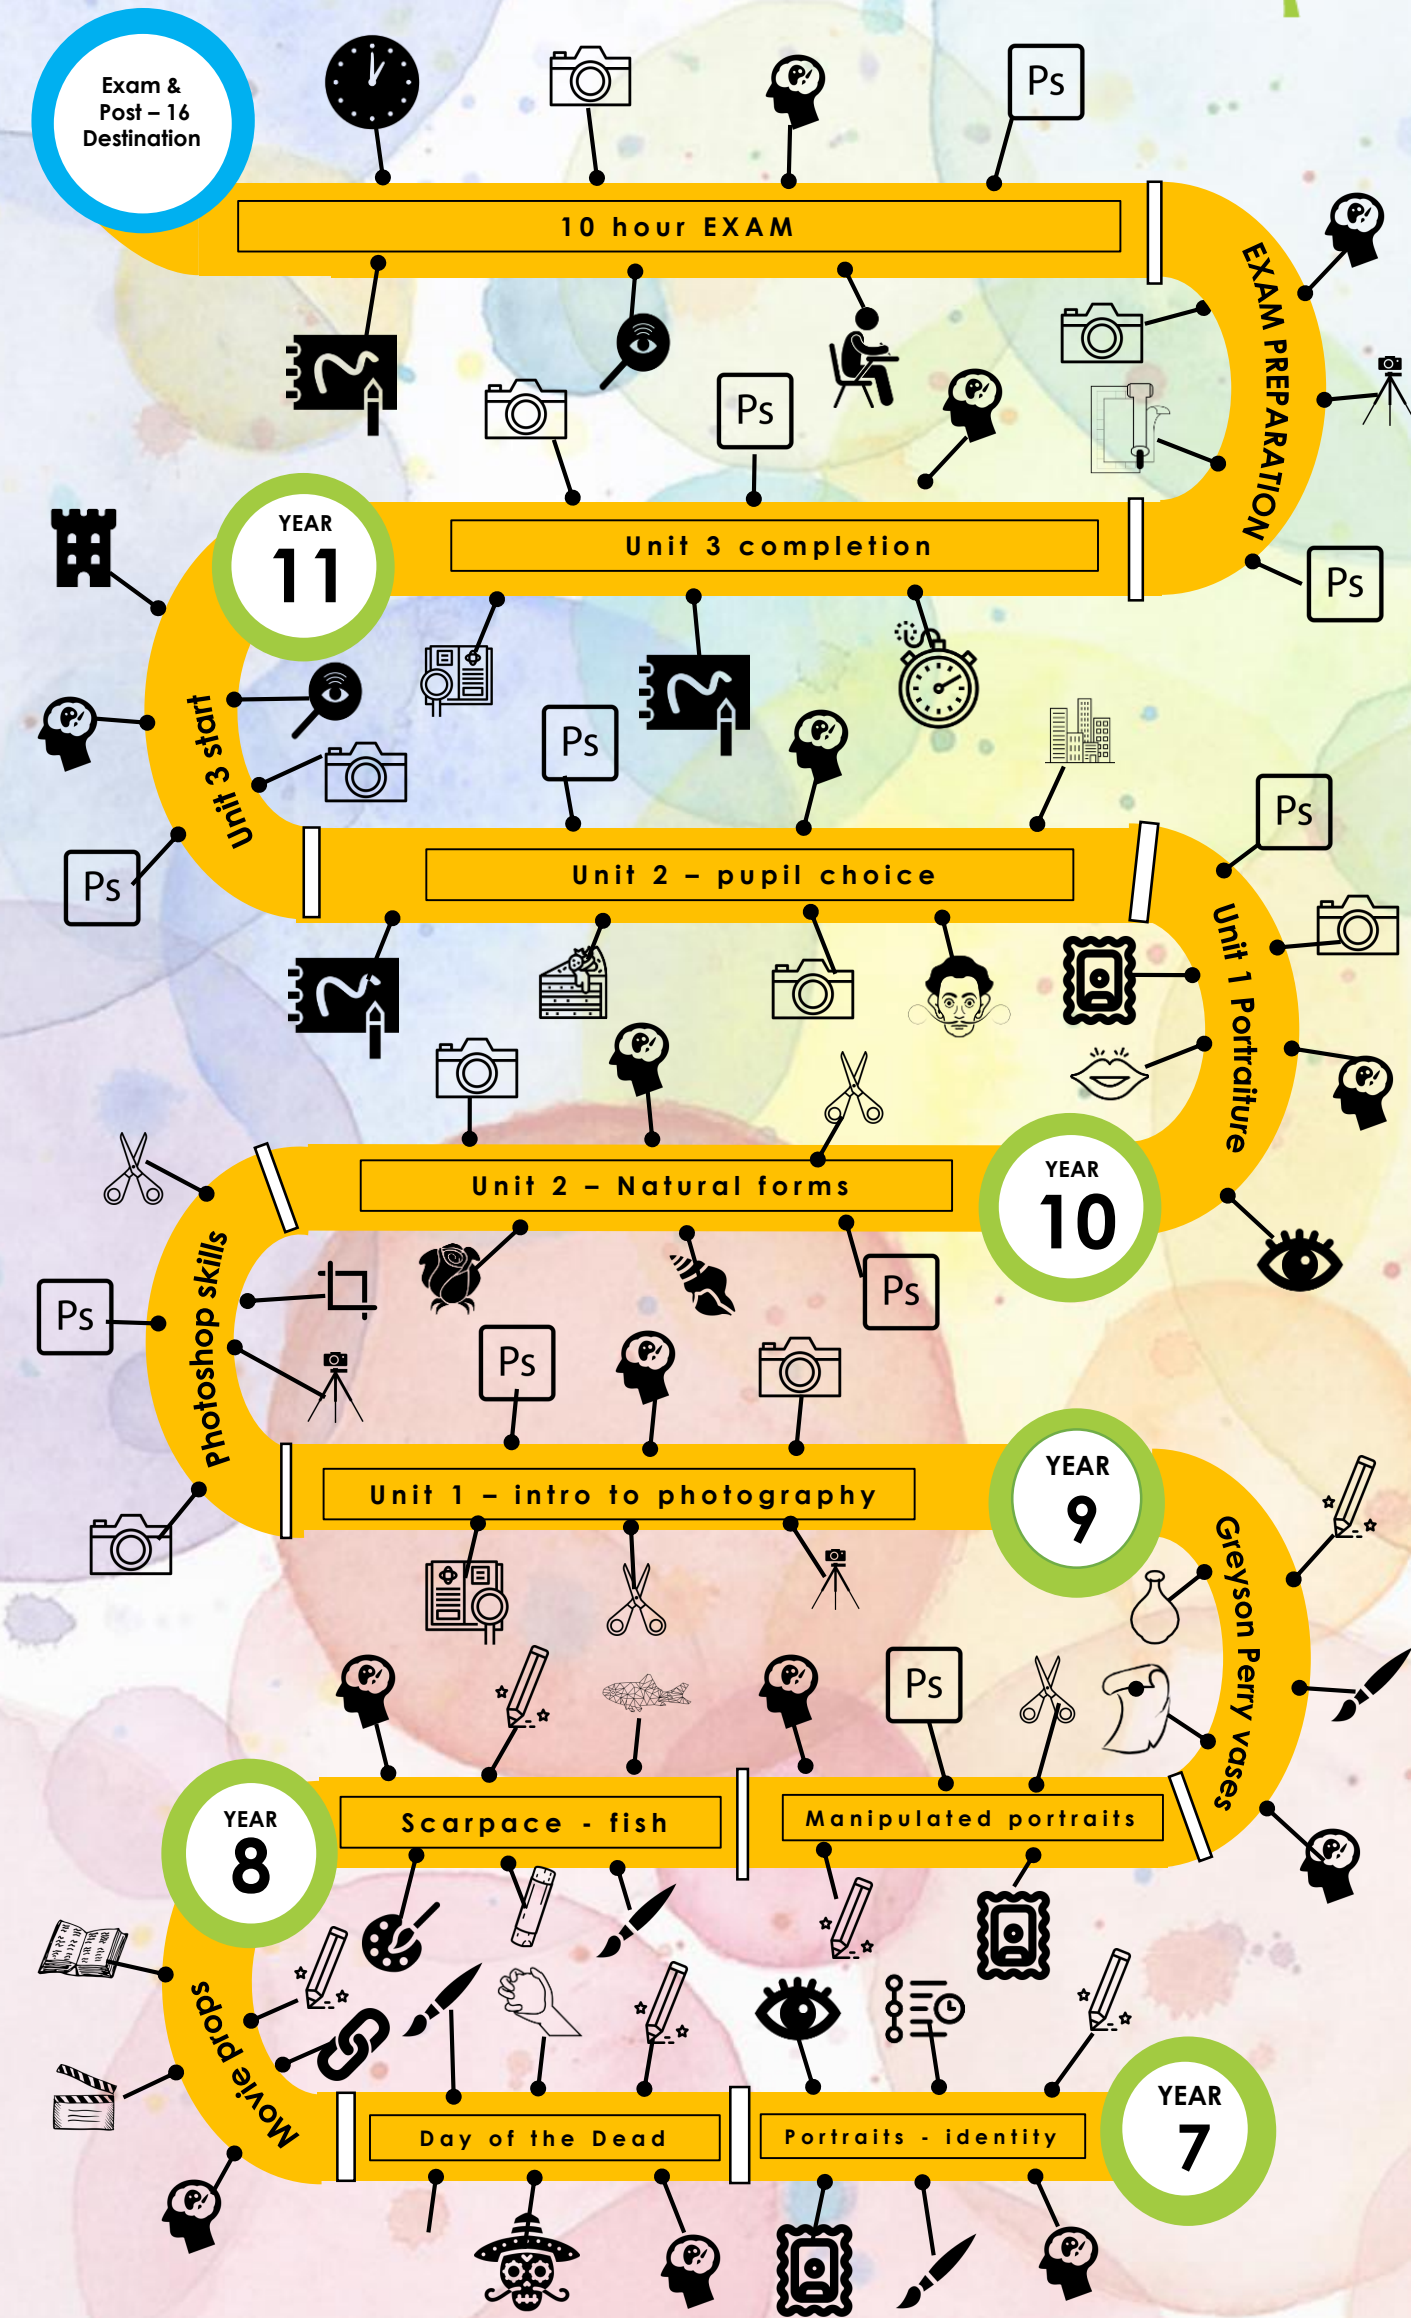 Exam &
Post – 16
Destination
Ps
10 hour EXAM
EXAM PREPARATION
Ps
Ps
YEAR
11
Unit 3 completion
Unit 3 start
Ps
Ps
Unit 2 – pupil choice
Ps
Unit 1 Portraiture
YEAR
10
Unit 2 – Natural forms
Ps
Photoshop skills
Ps
Ps
YEAR
9
Unit 1 – intro to photography
Greyson Perry vases
Ps
YEAR
8
Scarpace - fish
Manipulated portraits
Movie props
Day of the Dead
Portraits - identity
YEAR
7